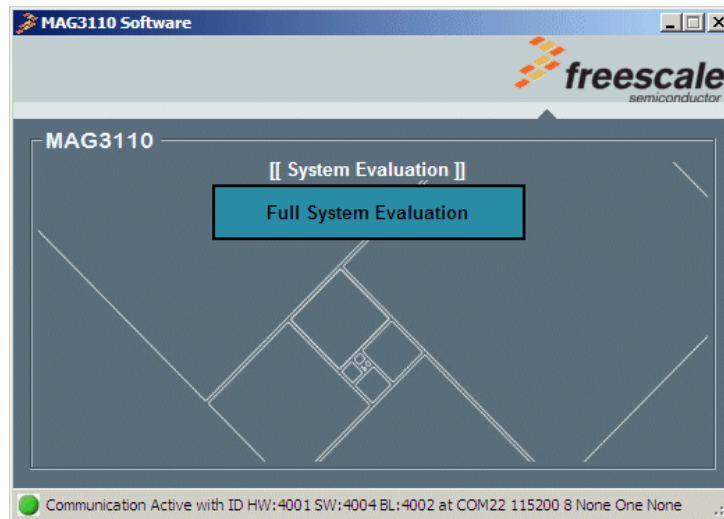 MAG3110 Software
freescale
semiconductor
MAG3110
[[ System Evaluation ]]
Full System Evaluation
Communication Active with ID HW:4001 SW:4004 BL:4002 at COM22 115200 8 None One None